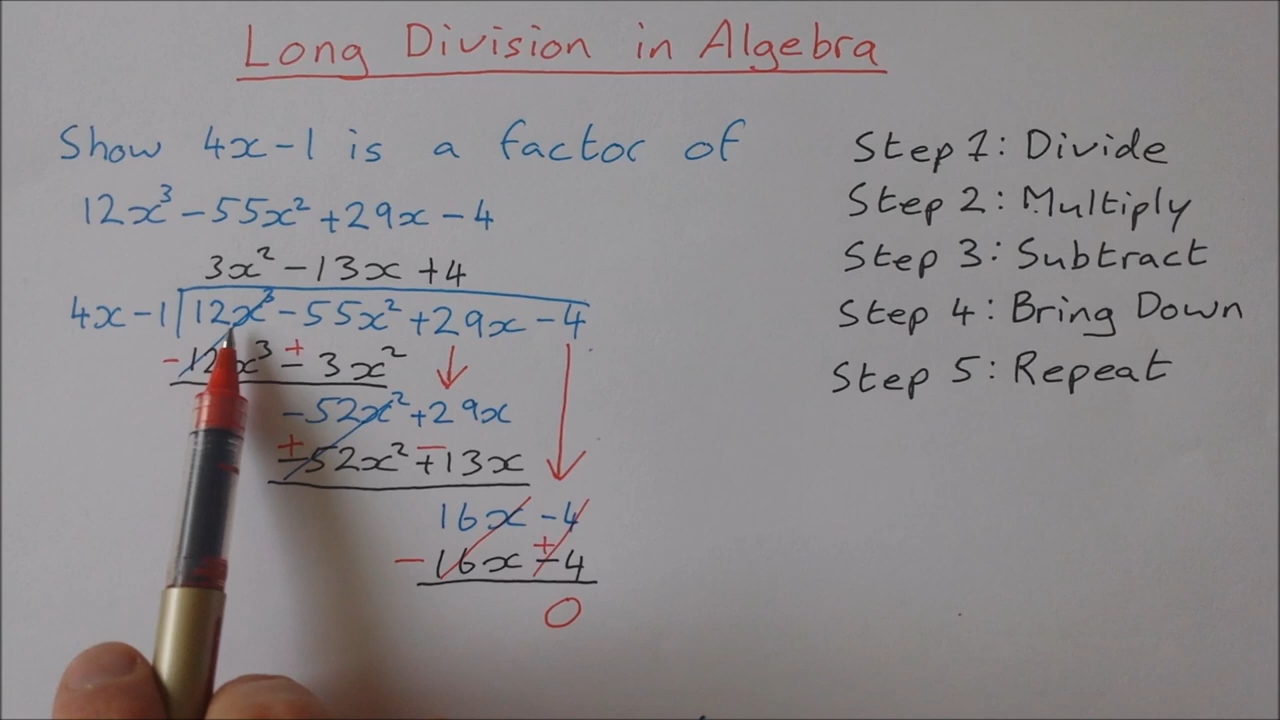 Long Division in Algebra
Show 4x-1 is a factor of
12x³ -55x² +29x -4
3x² -13x +4
4x -1 12x³ -55x² +29x -4
- 12x³ + - 3x²
-52x² +29x
+ -52x² - +13x
16x -4
- 16x + -4
0
Step 1: Divide
Step 2: Multiply
Step 3: Subtract
Step 4: Bring Down
Step 5: Repeat